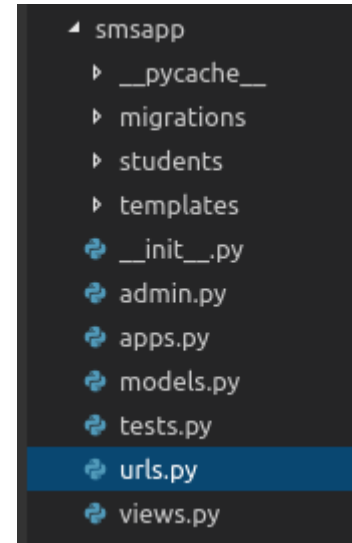 smsapp
__pycache__
migrations
students
templates
__init__.py
admin.py
apps.py
models.py
tests.py
urls.py
views.py